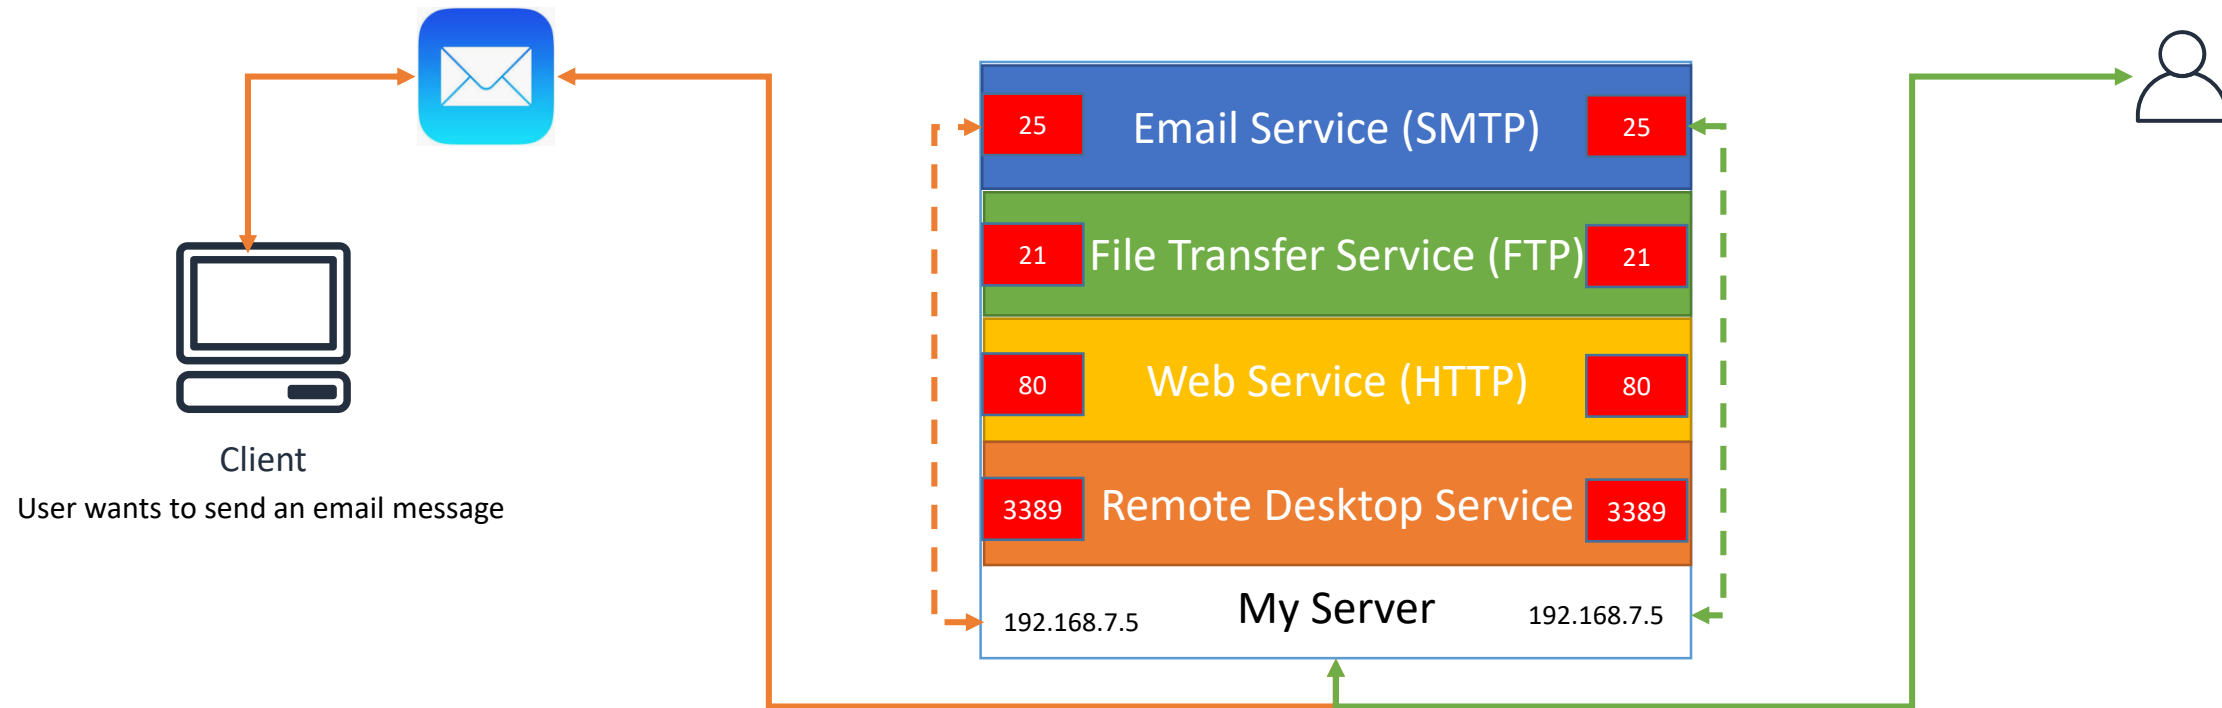 25 Email Service (SMTP) 25
21 File Transfer Service (FTP) 21
80 Web Service (HTTP) 80
Client
User wants to send an email message
3389 Remote Desktop Service 3389
192.168.7.5 My Server 192.168.7.5